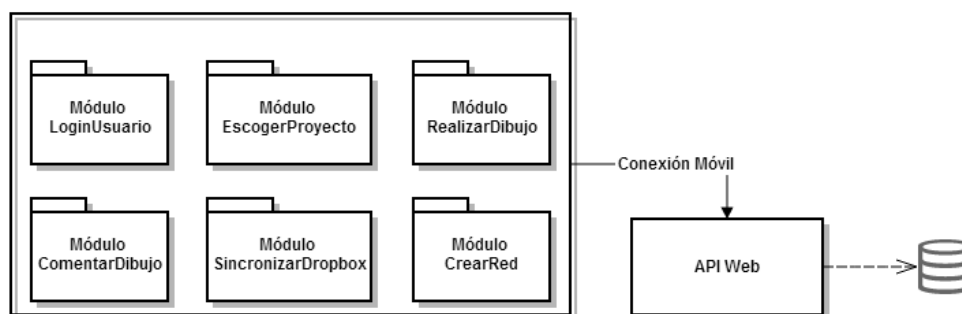 Módulo
LoginUsuario
Módulo
EscogerProyecto
Módulo
RealizarDibujo
Conexión Móvil
Módulo
ComentarDibujo
Módulo
SincronizarDropbox
Módulo
CrearRed
API Web